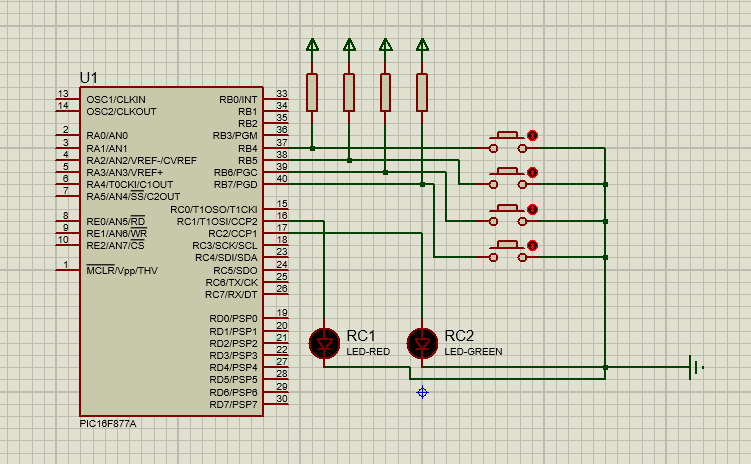 U1
13 OSC1/CLKIN RB0/INT 33
14 OSC2/CLKOUT RB1 34
RB2 35
2 RA0/AN0 RB3/PGM 36
3 RA1/AN1 RB4 37
4 RA2/AN2/VREF-/CVREF RB5 38
5 RA3/AN3/VREF+ RB6/PGC 39
6 RA4/T0CKI/C1OUT RB7/PGD 40
7 RA5/AN4/SS/C2OUT
RC0/T1OSO/T1CKI 15
8 RE0/AN5/RD RC1/T1OSI/CCP2 16
9 RE1/AN6/WR RC2/CCP1 17
10 RE2/AN7/CS RC3/SCK/SCL 18
RC4/SDI/SDA 23
1 MCLR/Vpp/THV RC5/SDO 24
RC6/TX/CK 25
RC7/RX/DT 26
RD0/PSP0 19
RD1/PSP1 20
RD2/PSP2 21
RD3/PSP3 22
RD4/PSP4 27
RD5/PSP5 28
RD6/PSP6 29
RD7/PSP7 30
PIC16F877A
RC1
LED-RED
RC2
LED-GREEN